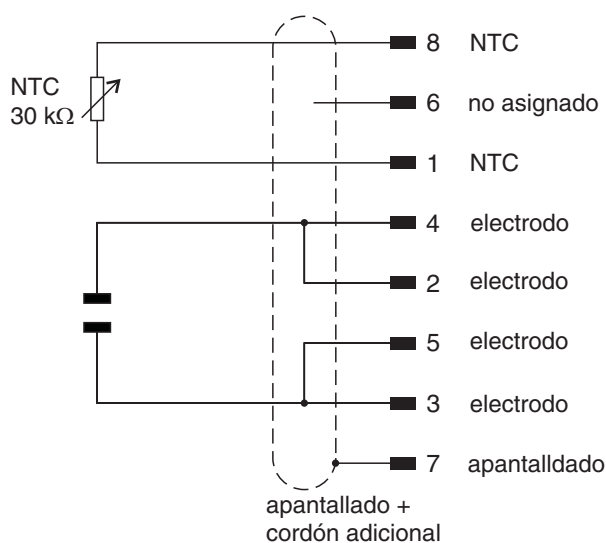 8 NTC
NTC
30 kΩ
6 no asignado
1 NTC
4 electrodo
2 electrodo
5 electrodo
3 electrodo
7 apantalldado
apantallado +
cordón adicional